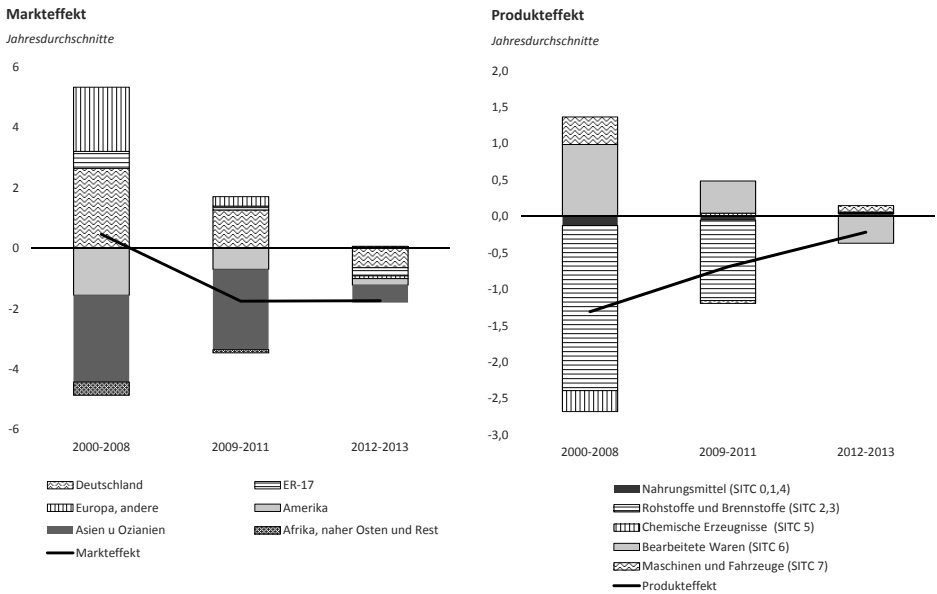 Markteffekt
Jahresdurchschnitte
6
4
2
0
-2
-4
-6
2000-2008
2009-2011
2012-2013
Deutschland
ER-17
Europa, andere
Amerika
Asien u Ozianien
Afrika, naher Osten und Rest
Markteffekt
Produkteffekt
Jahresdurchschnitte
2,0
1,5
1,0
0,5
0,0
-0,5
-1,0
-1,5
-2,0
-2,5
-3,0
2000-2008
2009-2011
2012-2013
Nahrungsmittel (SITC 0,1,4)
Rohstoffe und Brennstoffe (SITC 2,3)
Chemische Erzeugnisse (SITC 5)
Bearbeitete Waren (SITC 6)
Maschinen und Fahrzeuge (SITC 7)
Produkteffekt